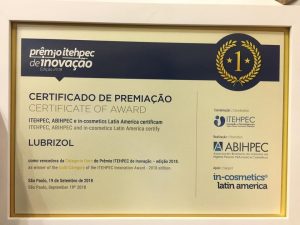 prêmio itehpec
de inovação
Edição 2018
1
CERTIFICADO DE PREMIAÇÃO
CERTIFICATE OF AWARD
ITEHPEC, ABIHPEC e in-cosmetics Latin America certificam
ITEHPEC, ABIHPEC and in-cosmetics Latin America certify
LUBRIZOL
como vencedora da Categoria Ouro do Prêmio ITEHPEC de Inovação - edição 2018.
as winner of the Gold Category of the ITEHPEC Innovation Award - 2018 edition.
São Paulo, 19 de Setembro de 2018
São Paulo, September 19th 2018
ITEHPEC
ABIHPEC
in-cosmetics
latin america